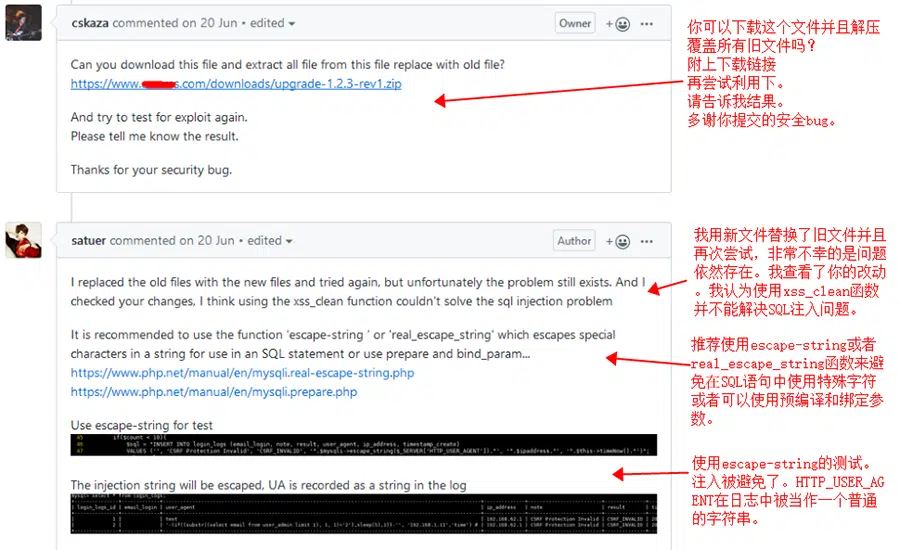 cskaza commented on 20 Jun • edited
Owner
Can you download this file and extract all file from this file replace with old file?
https://www. s.com/downloads/upgrade-1.2.3-rev1.zip
And try to test for exploit again.
Please tell me know the result.
Thanks for your security bug.
你可以下载这个文件并且解压
覆盖所有旧文件吗?
附上下载链接
再尝试利用下。
请告诉我结果。
多谢你提交的安全bug。
satuer commented on 20 Jun • edited
Author
I replaced the old files with the new files and tried again, but unfortunately the problem still exists. And I
checked your changes, I think using the xss_clean function couldn't solve the sql injection problem
It is recommended to use the function 'escape-string ' or 'real_escape_string' which escapes special
characters in a string for use in an SQL statement or use prepare and bind_param...
https://www.php.net/manual/en/mysqli.real-escape-string.php
https://www.php.net/manual/en/mysqli.prepare.php
Use escape-string for test
45 if($count < 10){
46 $sql = "INSERT INTO login_logs (email_login, note, result, user_agent, ip_address, timestamp_create)
47 VALUES ('', 'CSRF Protection Invalid', 'CSRF_INVALID', '".$mysqli->escape_string($_SERVER['HTTP_USER_AGENT'])."', '".$ipaddress."', '".$this->timeNow()."')";
The injection string will be escaped, UA is recorded as a string in the log
mysql> select * from login_logs;
| login_logs_id | email_login | user_agent | ip_address | note | result
| 1 | | test | 192.168.62.1 | CSRF Protection Invalid | CSRF_INVALID | 20
| 2 | | '-(if((substr((select email from user_admin limit 1), 1, 1)='2'),sleep(5),1))-'', '192.168.1.11','time') # | 192.168.62.1 | CSRF Protection Invalid | CSRF_INVALID | 20
我用新文件替换了旧文件并且
再次尝试,非常不幸的是问题
依然存在。我查看了你的改动
。我认为使用xss_clean函数
并不能解决SQL注入问题。
推荐使用escape-string或者
real_escape_string函数来避
免在SQL语句中使用特殊字符
或者可以使用预编译和绑定参
数。
使用escape-string的测试。
注入被避免了。HTTP_USER_AG
ENT在日志中被当作一个普通
的字符串。